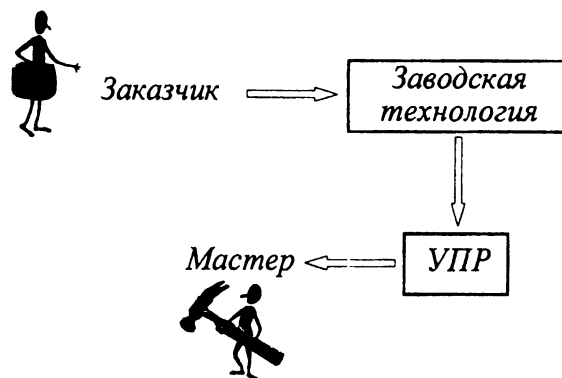 Заказчик
Заводская
технология
Мастер
УПР